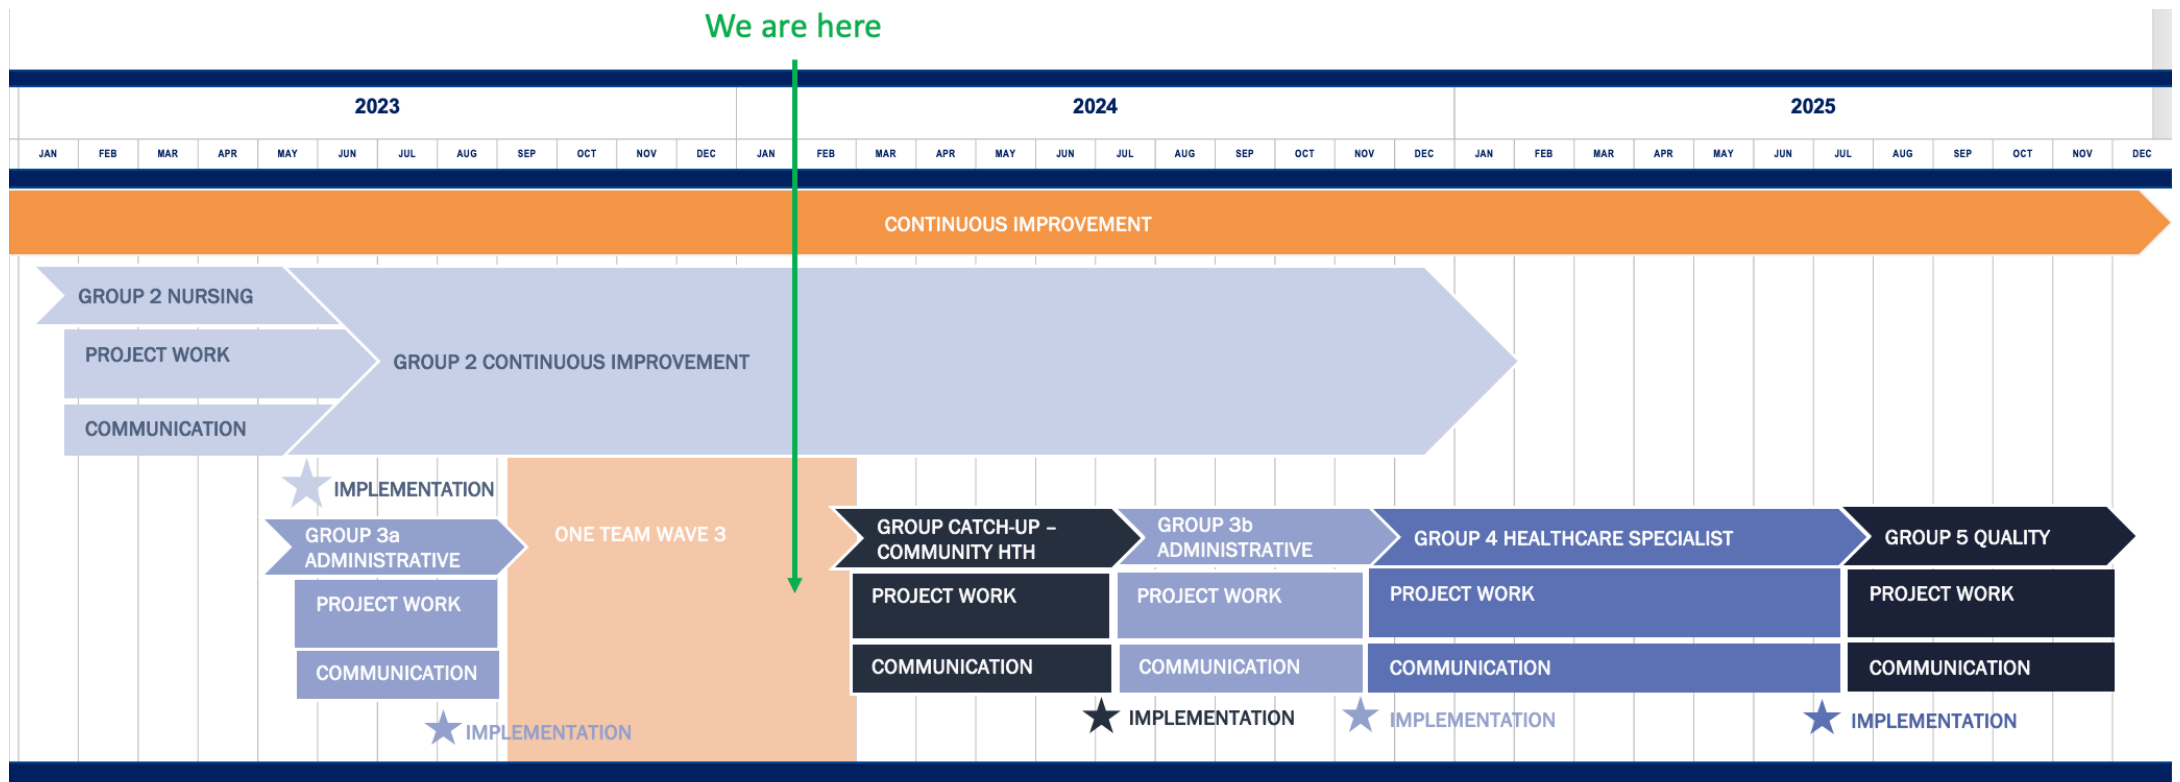 We are here
2023 2024 2025
JAN FEB MAR APR MAY JUN JUL AUG SEP OCT NOV DEC JAN FEB MAR APR MAY JUN JUL AUG SEP OCT NOV DEC JAN FEB MAR APR MAY JUN JUL AUG SEP OCT NOV DEC
CONTINUOUS IMPROVEMENT
GROUP 2 NURSING
PROJECT WORK
COMMUNICATION
GROUP 2 CONTINUOUS IMPROVEMENT
IMPLEMENTATION
GROUP 3a
ADMINISTRATIVE
PROJECT WORK
COMMUNICATION
IMPLEMENTATION
ONE TEAM WAVE 3
GROUP CATCH-UP –
COMMUNITY HTH
PROJECT WORK
COMMUNICATION
IMPLEMENTATION
GROUP 3b
ADMINISTRATIVE
PROJECT WORK
COMMUNICATION
IMPLEMENTATION
GROUP 4 HEALTHCARE SPECIALIST
PROJECT WORK
COMMUNICATION
IMPLEMENTATION
GROUP 5 QUALITY
PROJECT WORK
COMMUNICATION